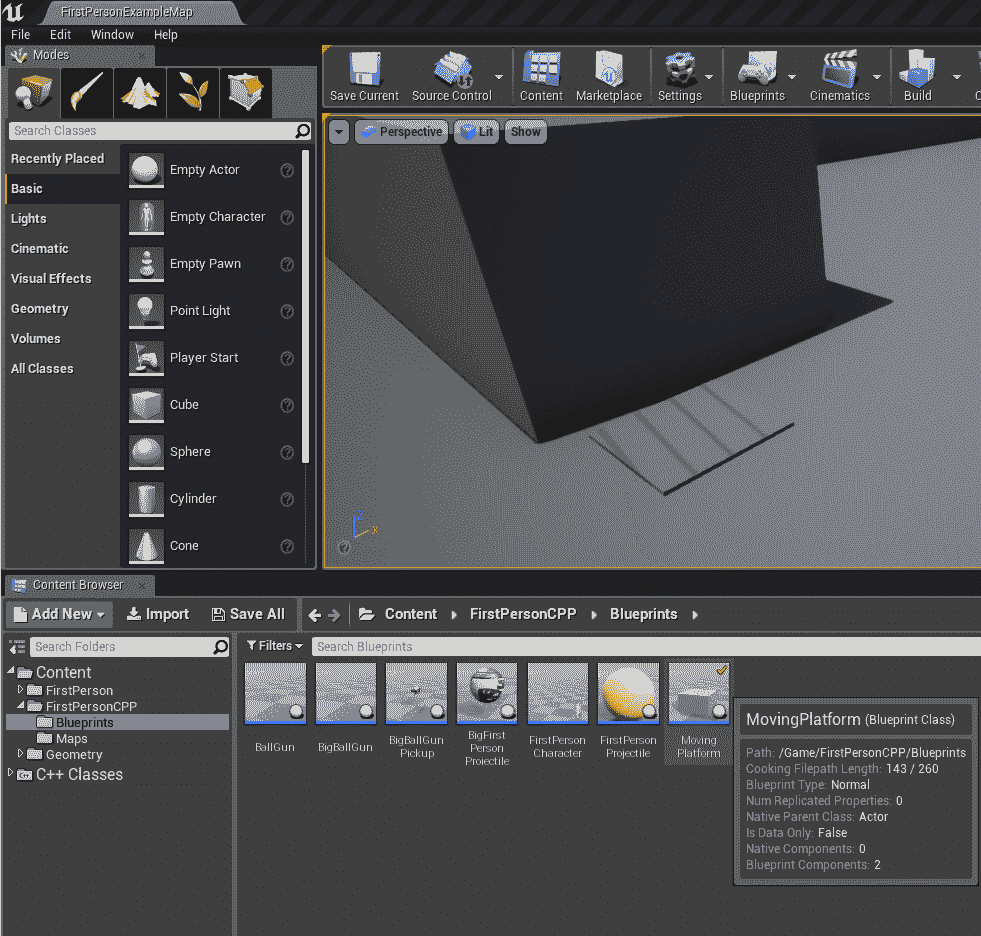 FirstPersonExampleMap
File Edit Window Help
Modes
Save Current Source Control Content Marketplace Settings Blueprints Cinematics Build
Search Classes
Perspective Lit Show
Recently Placed
Basic
Lights
Cinematic
Visual Effects
Geometry
Volumes
All Classes
Empty Actor
Empty Character
Empty Pawn
Point Light
Player Start
Cube
Sphere
Cylinder
Cone
X
Content Browser
Add New Import Save All Content FirstPersonCPP Blueprints
Search Folders
Filters Search Blueprints
Content
FirstPerson
FirstPersonCPP
Blueprints
Maps
Geometry
C++ Classes
BallGun
BigBallGun
BigBallGun
Pickup
BigFirst
Person
Projectile
FirstPerson
Character
FirstPerson
Projectile
Moving
Platform
MovingPlatform (Blueprint Class)
Path: /Game/FirstPersonCPP/Blueprints
Cooking Filepath Length: 143 / 260
Blueprint Type: Normal
Num Replicated Properties: 0
Native Parent Class: Actor
Is Data Only: False
Native Components: 0
Blueprint Components: 2